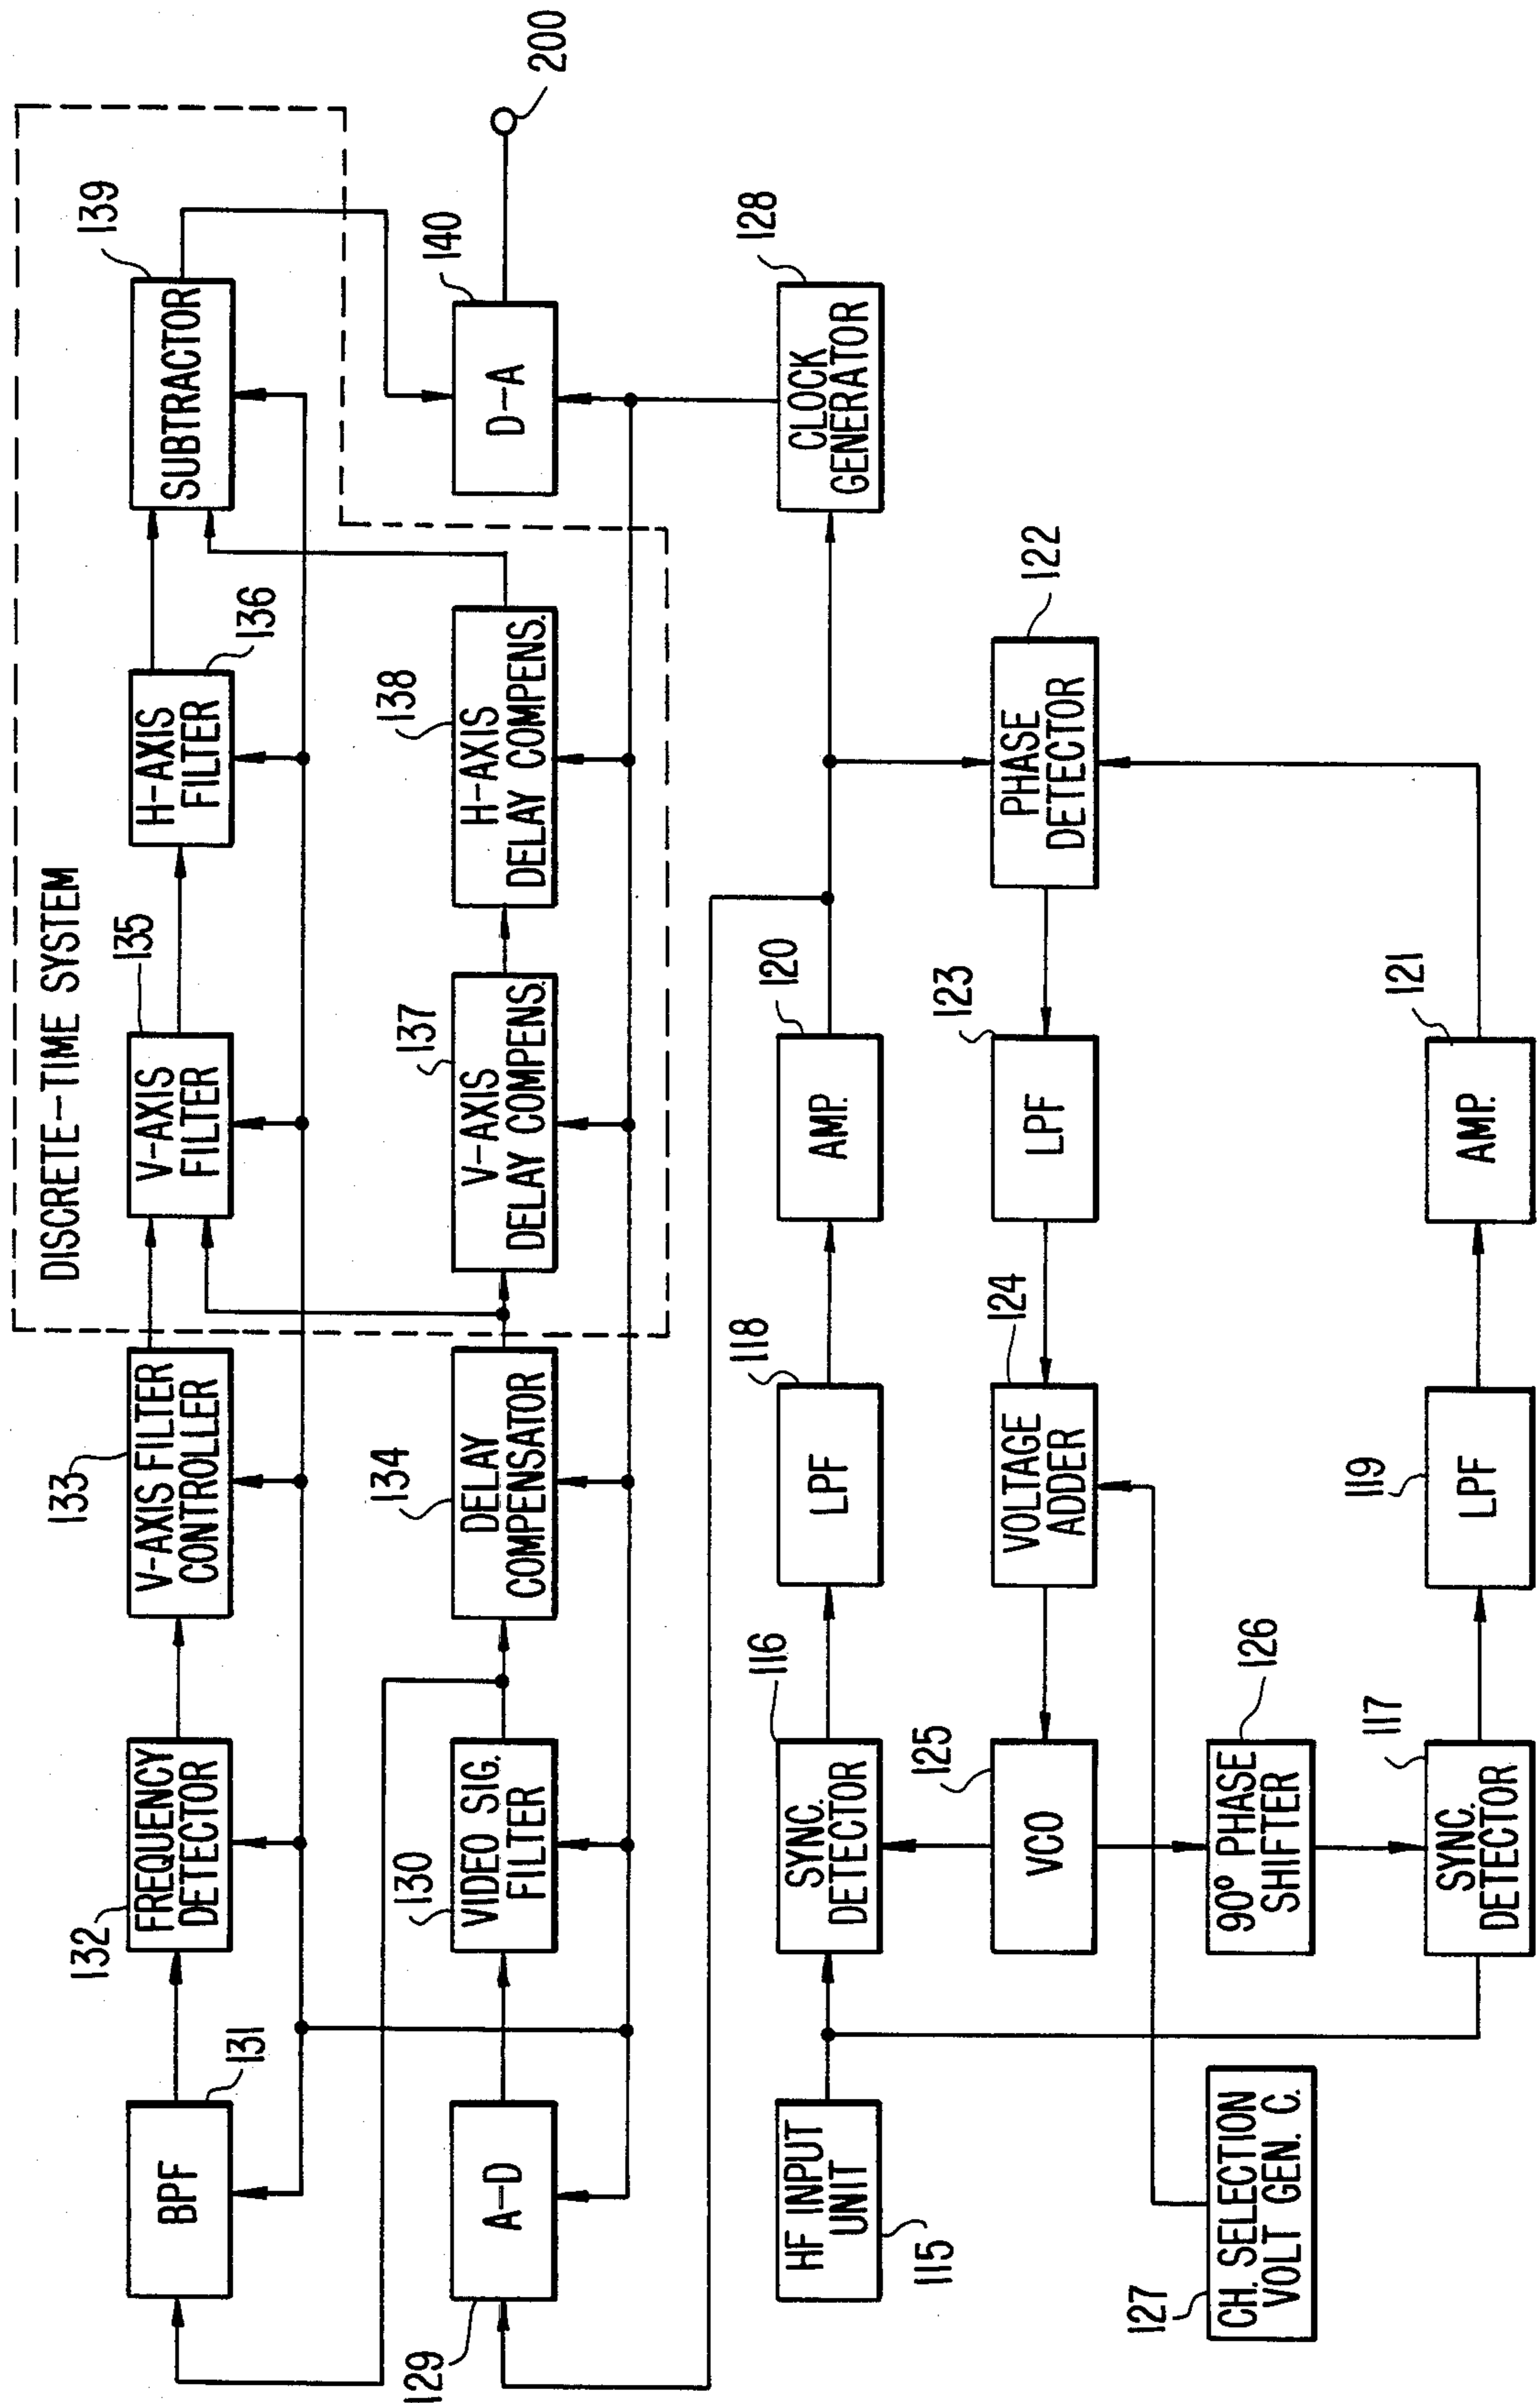 DISCRETE-TIME SYSTEM
BPF
131
FREQUENCY
DETECTOR
132
V-AXIS FILTER
CONTROLLER
133
V-AXIS
FILTER
135
H-AXIS
FILTER
136
SUBTRACTOR
139
A-D
129
VIDEO SIG.
FILTER
130
DELAY
COMPENSATOR
134
V-AXIS
DELAY COMPENS.
137
H-AXIS
DELAY COMPENS.
138
D-A
140
200
HF INPUT
UNIT
115
SYNC.
DETECTOR
116
LPF
118
AMP.
120
CLOCK
GENERATOR
128
VCO
125
VOLTAGE
ADDER
124
LPF
123
PHASE
DETECTOR
122
CH. SELECTION
VOLT GEN. C.
127
90° PHASE
SHIFTER
126
SYNC.
DETECTOR
117
LPF
119
AMP.
121